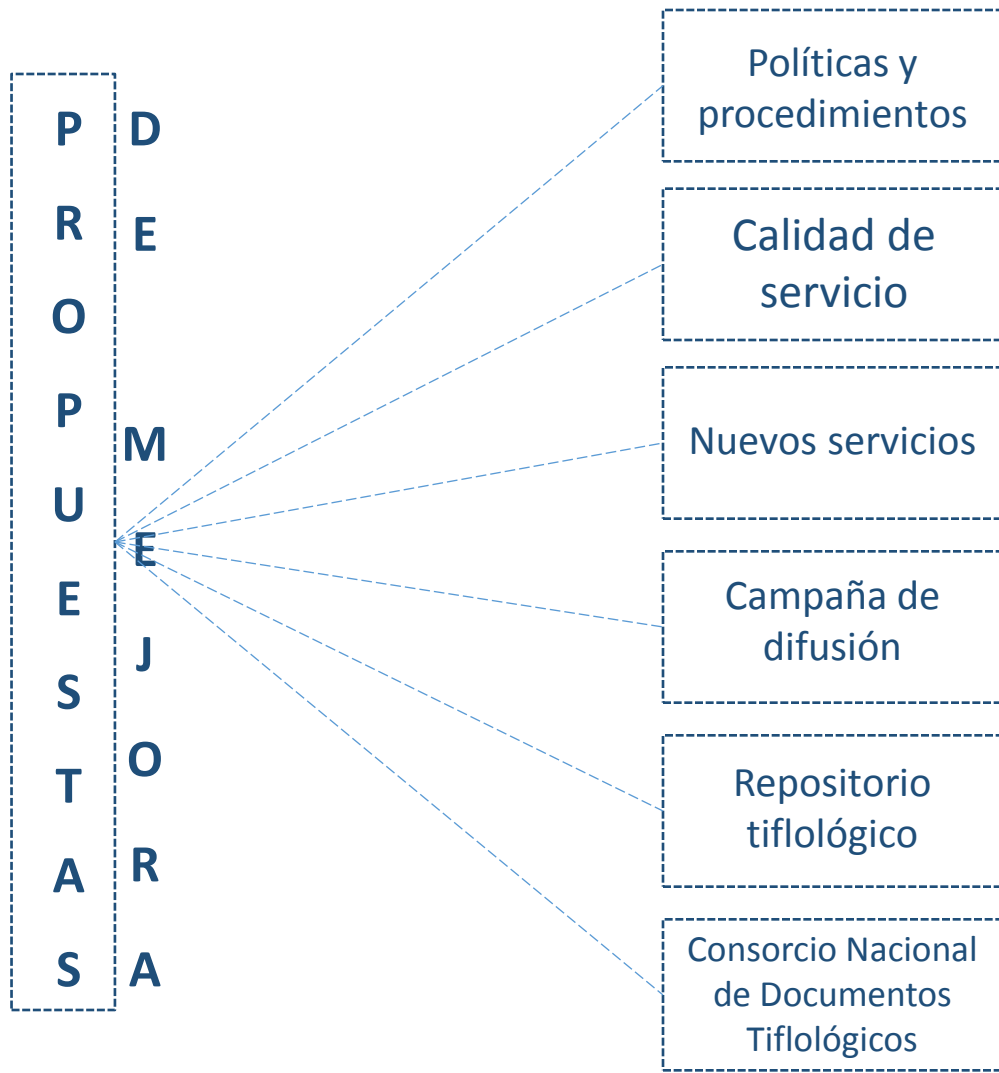 PROPUESTAS
DE MEJORA
Políticas y
procedimientos
Calidad de
servicio
Nuevos servicios
Campaña de
difusión
Repositorio
tiflológico
Consorcio Nacional
de Documentos
Tiflológicos